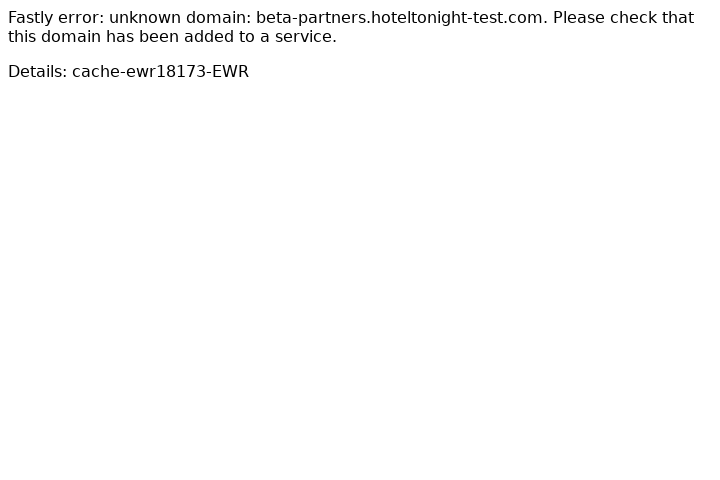 Fastly error: unknown domain: beta-partners.hoteltonight-test.com. Please check that
this domain has been added to a service.
Details: cache-ewr18173-EWR